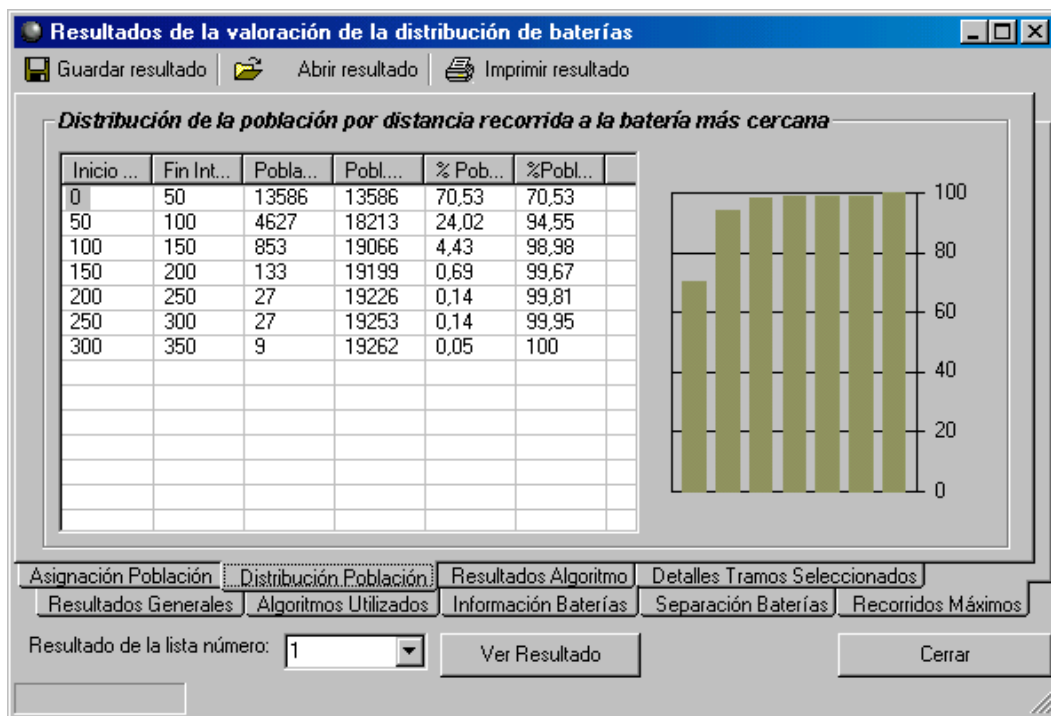 Resultados de la valoración de la distribución de baterías
Guardar resultado Abrir resultado Imprimir resultado
Distribución de la población por distancia recorrida a la batería más cercana
Inicio ... Fin Int... Pobla... Pobl.... % Pob... %Pobl...
0 50 13586 13586 70,53 70,53
50 100 4627 18213 24,02 94,55
100 150 853 19066 4,43 98,98
150 200 133 19199 0,69 99,67
200 250 27 19226 0,14 99,81
250 300 27 19253 0,14 99,95
300 350 9 19262 0,05 100
100
80
60
40
20
0
Asignación Población Distribución Población Resultados Algoritmo Detalles Tramos Seleccionados
Resultados Generales Algoritmos Utilizados Información Baterías Separación Baterías Recorridos Máximos
Resultado de la lista número: 1 Ver Resultado Cerrar